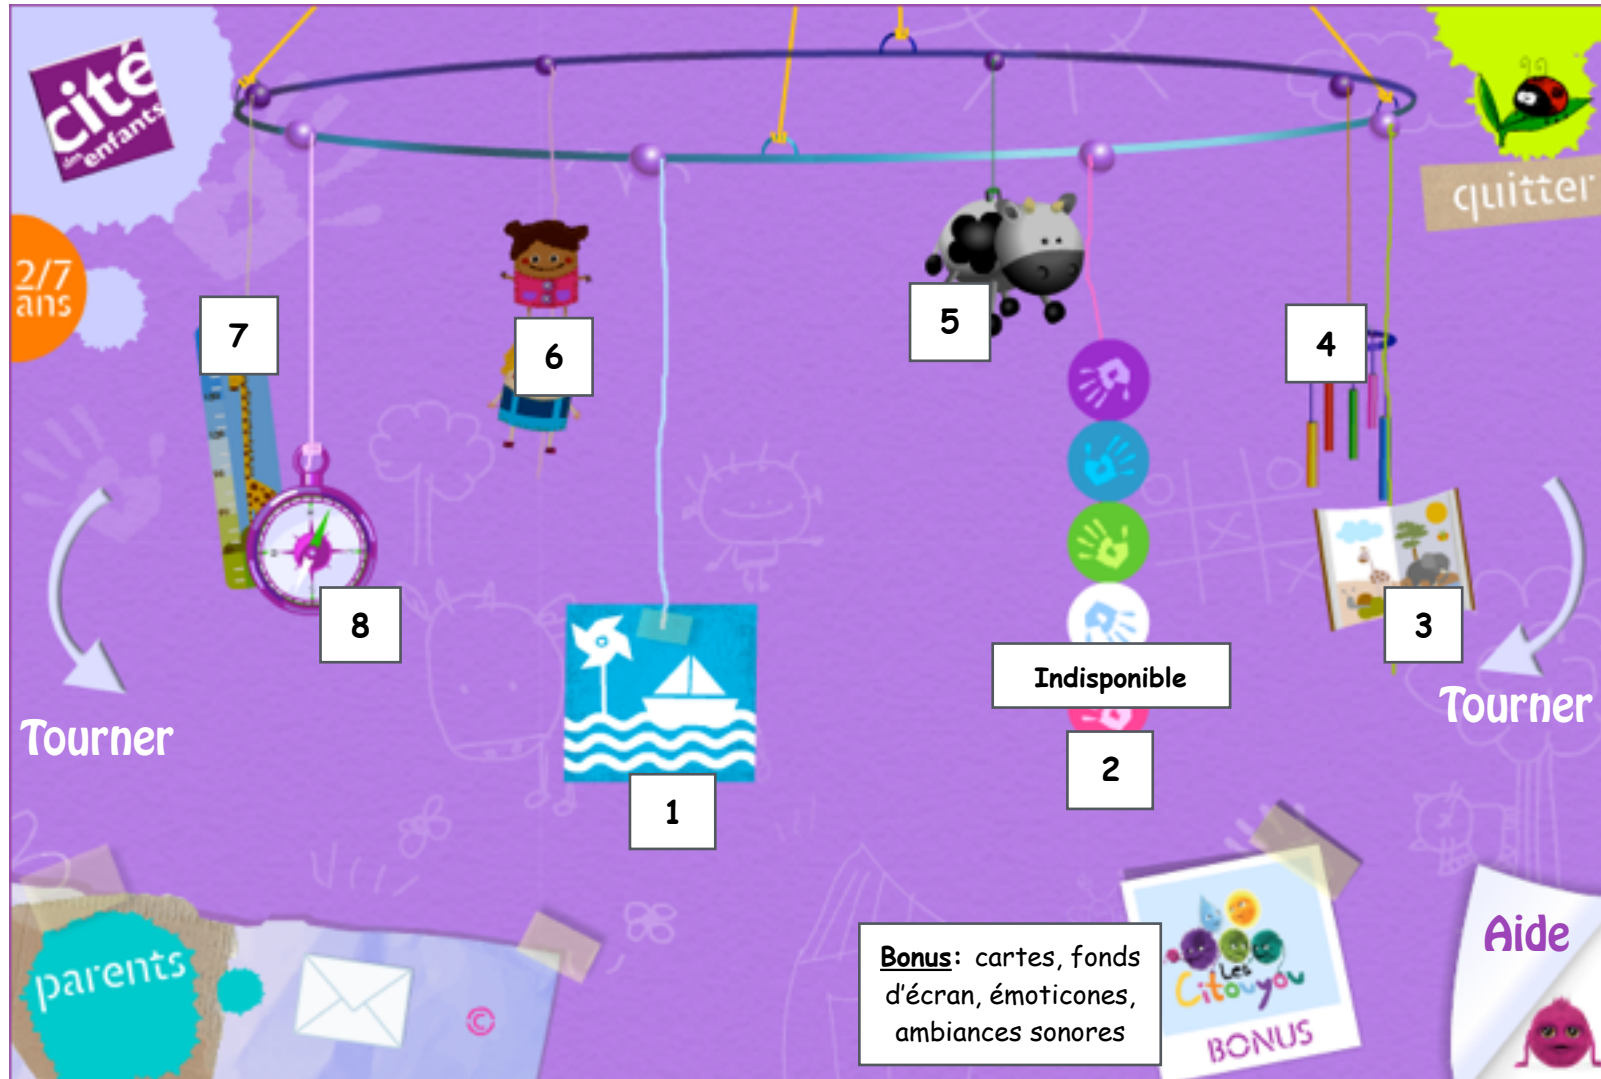 cité
des
enfants
quitter
2/7
ans
7
6
5
4
8
3
Indisponible
2
1
Tourner
Tourner
parents
©
Bonus: cartes, fonds
d'écran, émoticones,
ambiances sonores
Les
Citouyou
BONUS
Aide